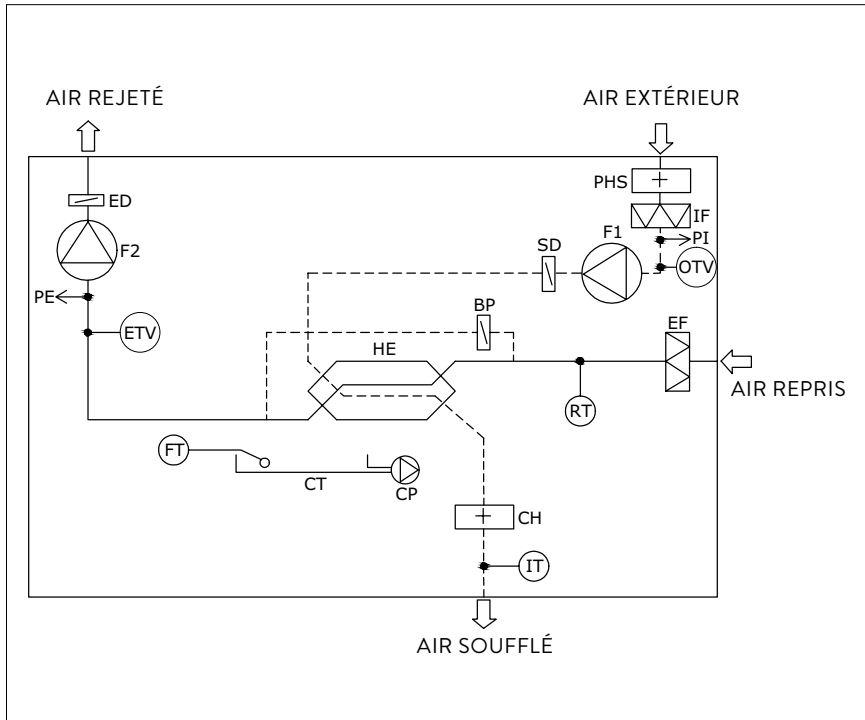 AIR REJETÉ
AIR EXTÉRIEUR
PHS
ED
IF
F1
PI
F2
SD
OTV
PE
BP
ETV
EF
HE
AIR REPRIS
RT
FT
CT
CP
CH
IT
AIR SOUFFLÉ